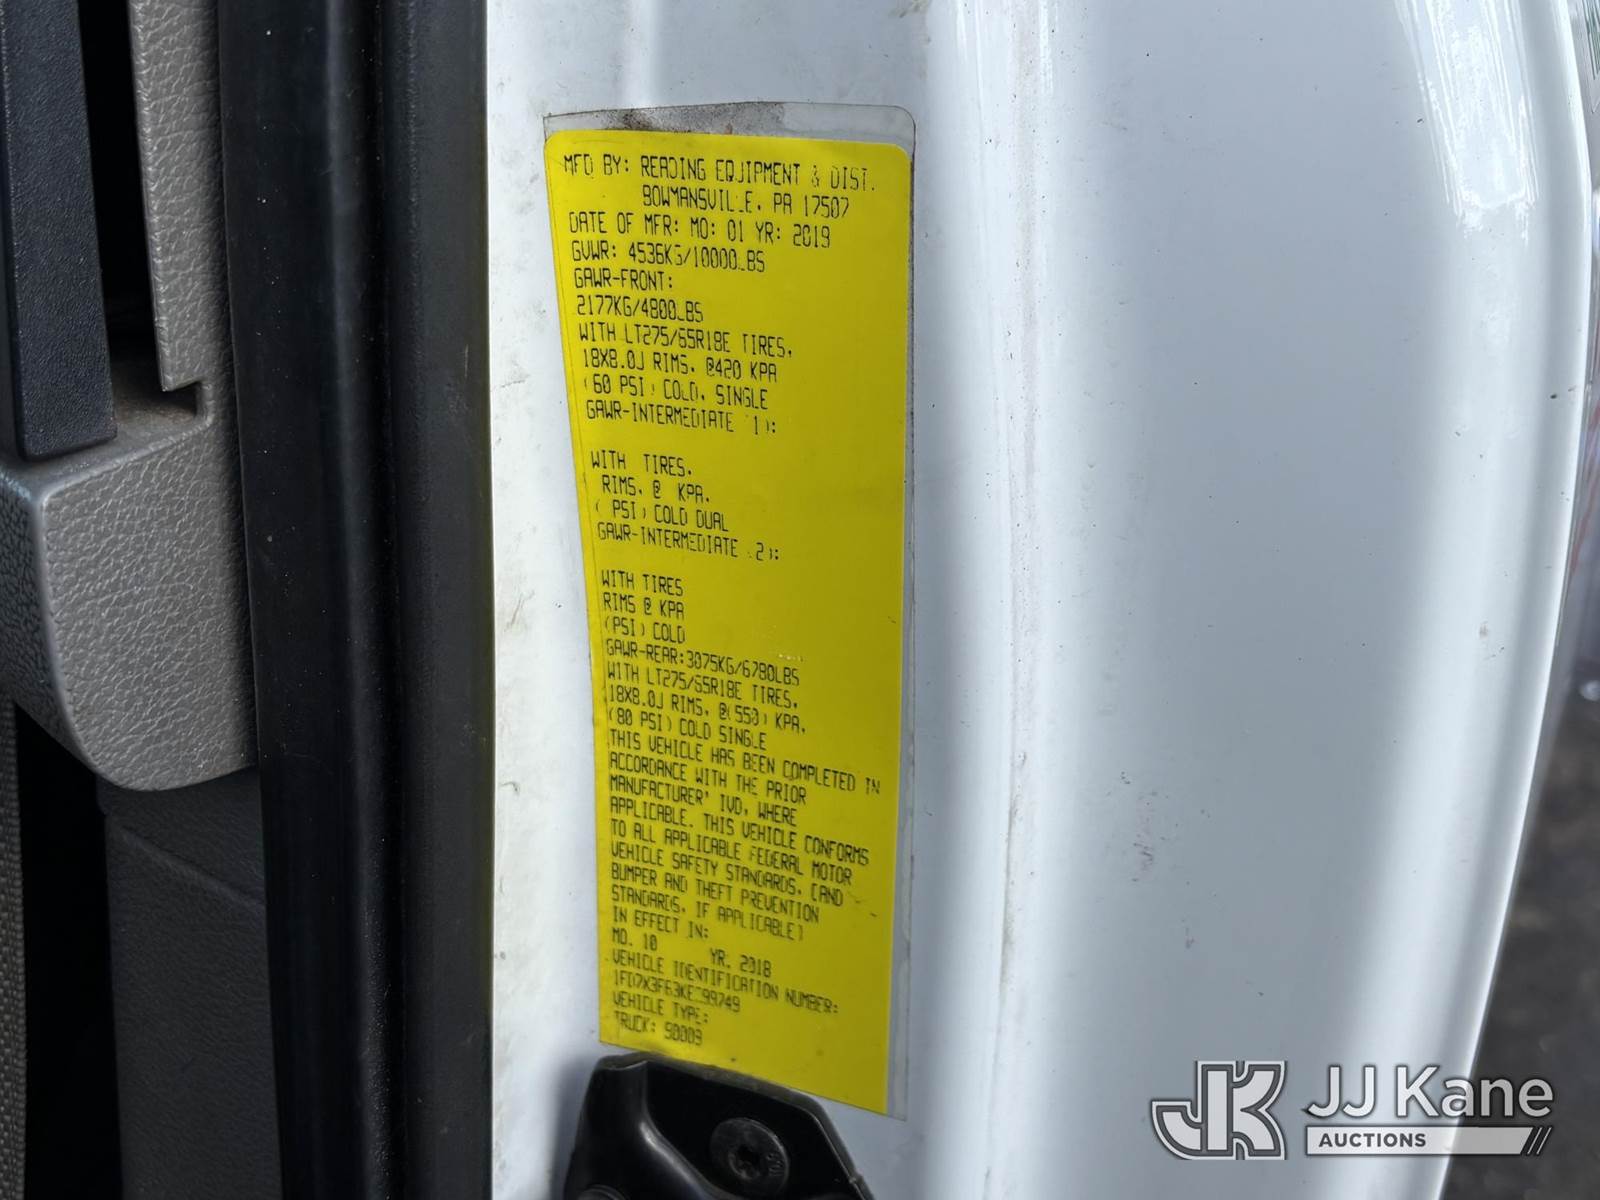 MFD BY: READING EQUIPMENT & DIST.
BOWMANSVILLE, PA 17507
DATE OF MFR: MO: 01 YR: 2019
GVWR: 4536KG/10000LBS
GAWR-FRONT:
2177KG/4800LBS
WITH LT275/65R18E TIRES,
18X8.0J RIMS, @420 KPA
(60 PSI) COLD, SINGLE
GAWR-INTERMEDIATE (1):
WITH TIRES,
RIMS, @ KPA,
( PSI) COLD DUAL
GAWR-INTERMEDIATE (2):
WITH TIRES
RIMS @ KPA
(PSI) COLD
GAWR-REAR:3075KG/6780LBS
WITH LT275/65R18E TIRES,
18X8.0J RIMS, @(550) KPA,
(80 PSI) COLD SINGLE
THIS VEHICLE HAS BEEN COMPLETED IN
ACCORDANCE WITH THE PRIOR
MANUFACTURER' IVD, WHERE
APPLICABLE. THIS VEHICLE CONFORMS
TO ALL APPLICABLE FEDERAL MOTOR
VEHICLE SAFETY STANDARDS, [AND
BUMPER AND THEFT PREVENTION
STANDARDS, IF APPLICABLE]
IN EFFECT IN:
MO. 10 YR. 2018
VEHICLE IDENTIFICATION NUMBER:
VEHICLE TYPE:
TRUCK:
JK JJ Kane
AUCTIONS